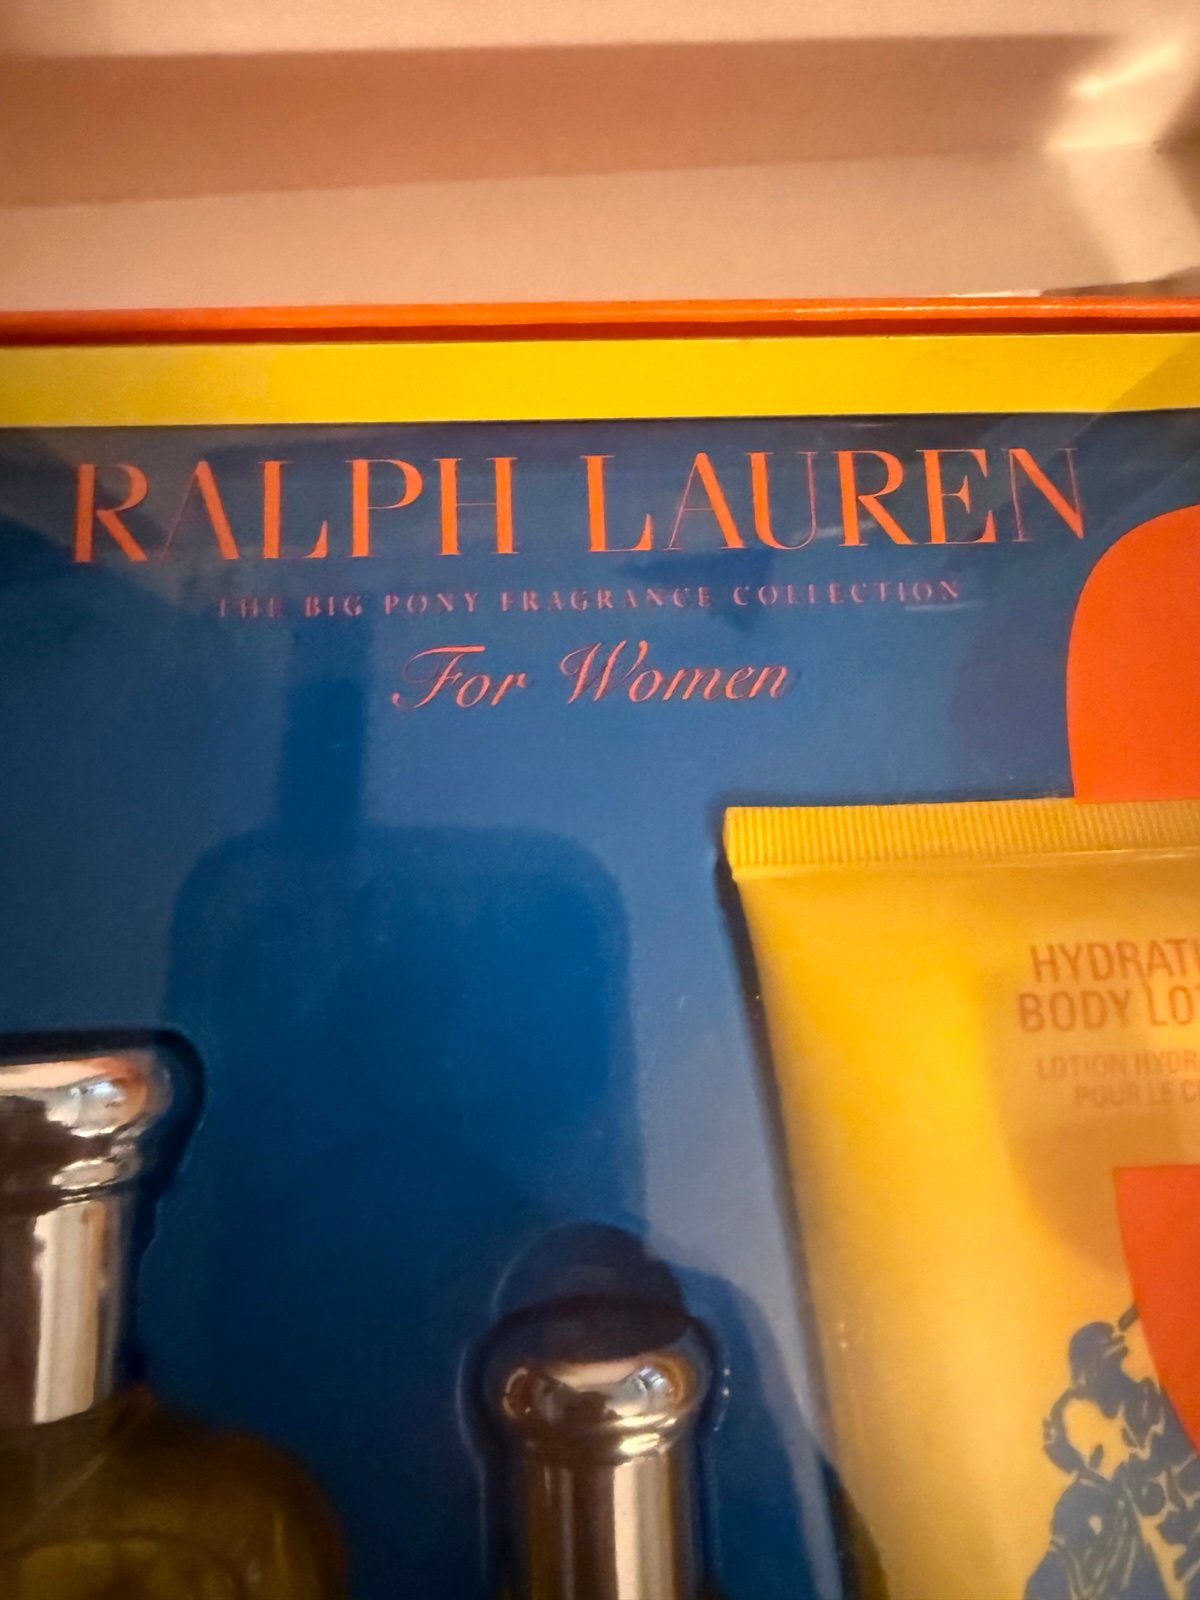 RALPH LAUREN
THE BIG PONY FRAGRANCE COLLECTION
For Women
HYDRATI
BODY LO
LOTION HYDR
POUR LE C